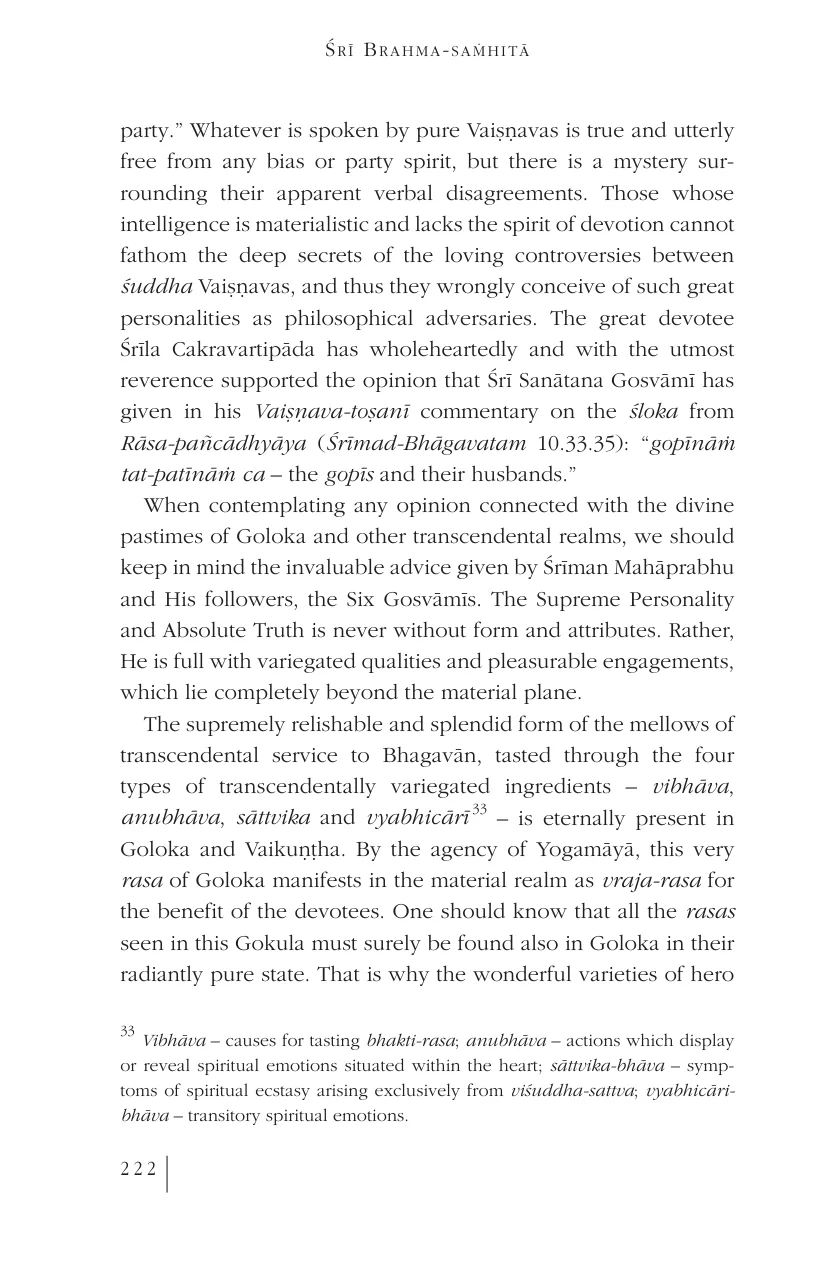 Śrī Brahma-saṁhitā
party.” Whatever is spoken by pure Vaiṣṇavas is true and utterly
free from any bias or party spirit, but there is a mystery sur-
rounding their apparent verbal disagreements. Those whose
intelligence is materialistic and lacks the spirit of devotion cannot
fathom the deep secrets of the loving controversies between
śuddha Vaiṣṇavas, and thus they wrongly conceive of such great
personalities as philosophical adversaries. The great devotee
Śrīla Cakravartipāda has wholeheartedly and with the utmost
reverence supported the opinion that Śrī Sanātana Gosvāmī has
given in his Vaiṣṇava-toṣanī commentary on the śloka from
Rāsa-pañcādhyāya (Śrīmad-Bhāgavatam 10.33.35): “gopīnāṁ
tat-patīnāṁ ca – the gopīs and their husbands.”
When contemplating any opinion connected with the divine
pastimes of Goloka and other transcendental realms, we should
keep in mind the invaluable advice given by Śrīman Mahāprabhu
and His followers, the Six Gosvāmīs. The Supreme Personality
and Absolute Truth is never without form and attributes. Rather,
He is full with variegated qualities and pleasurable engagements,
which lie completely beyond the material plane.
The supremely relishable and splendid form of the mellows of
transcendental service to Bhagavān, tasted through the four
types of transcendentally variegated ingredients – vibhāva,
anubhāva, sāttvika and vyabhicārī33 – is eternally present in
Goloka and Vaikuṇṭha. By the agency of Yogamāyā, this very
rasa of Goloka manifests in the material realm as vraja-rasa for
the benefit of the devotees. One should know that all the rasas
seen in this Gokula must surely be found also in Goloka in their
radiantly pure state. That is why the wonderful varieties of hero
33 Vibhāva – causes for tasting bhakti-rasa; anubhāva – actions which display
or reveal spiritual emotions situated within the heart; sāttvika-bhāva – symp-
toms of spiritual ecstasy arising exclusively from viśuddha-sattva; vyabhicāri-
bhāva – transitory spiritual emotions.
222